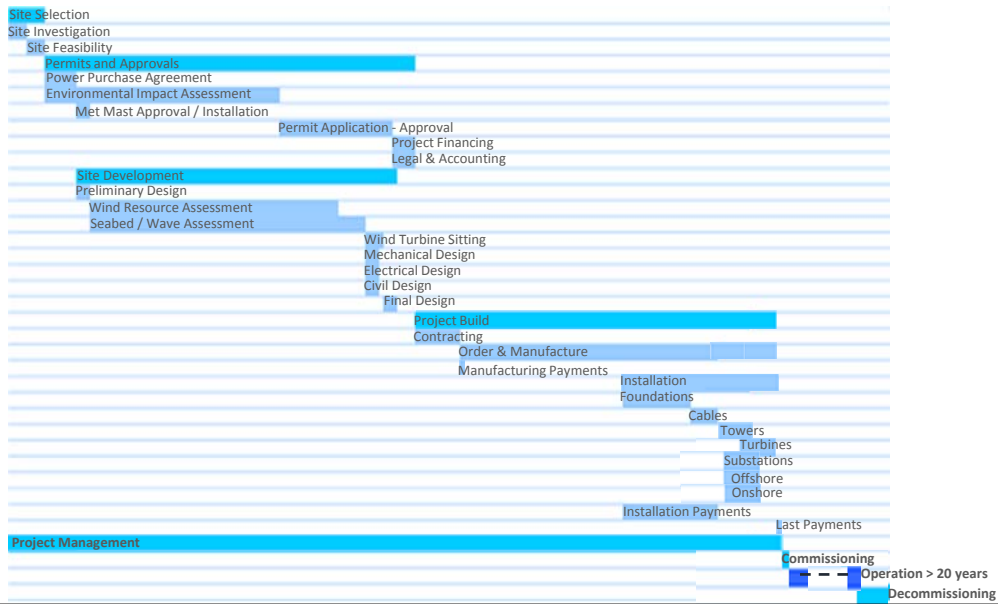 Site Selection
Site Investigation
Site Feasibility
Permits and Approvals
Power Purchase Agreement
Environmental Impact Assessment
Met Mast Approval / Installation
Permit Application - Approval
Project Financing
Legal & Accounting
Site Development
Preliminary Design
Wind Resource Assessment
Seabed / Wave Assessment
Wind Turbine Sitting
Mechanical Design
Electrical Design
Civil Design
Final Design
Project Build
Contracting
Order & Manufacture
Manufacturing Payments
Installation
Foundations
Cables
Towers
Turbines
Substations
Offshore
Onshore
Installation Payments
Last Payments
Project Management
Commissioning
Operation > 20 years
Decommissioning